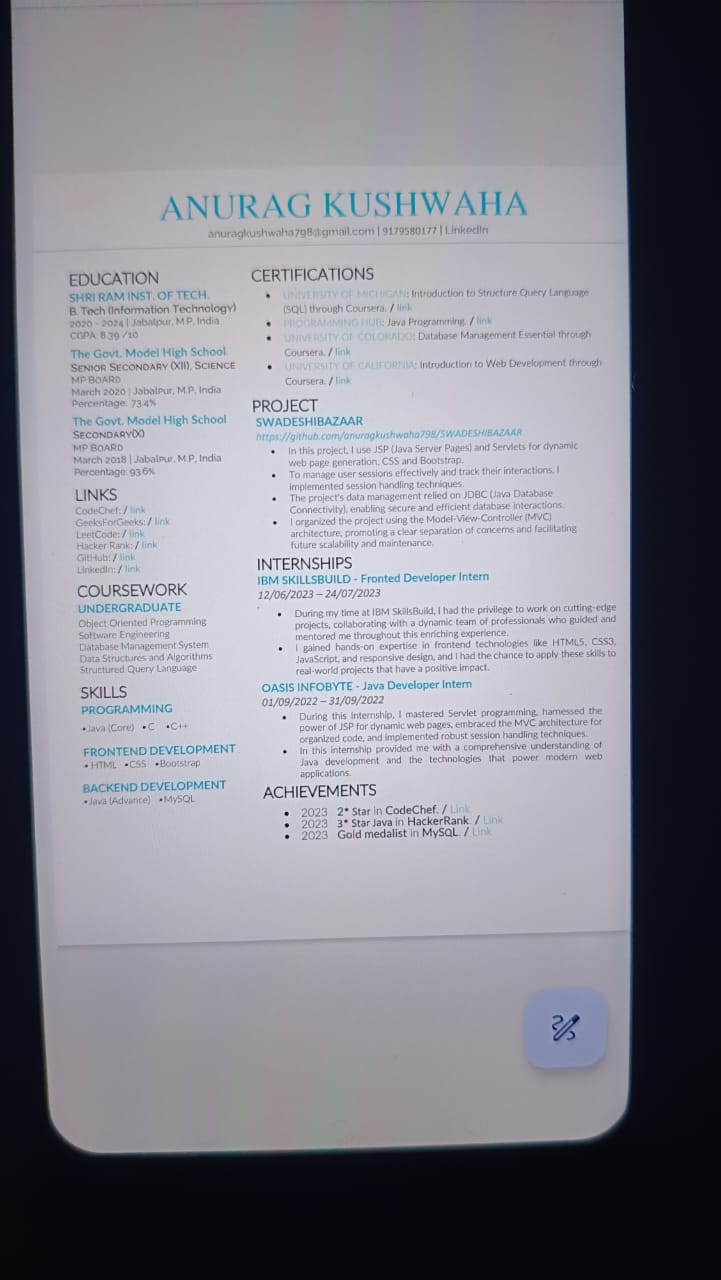 ANURAG KUSHWAHA
anuragkushwaha798@gmail.com | 9179580177 | LinkedIn
EDUCATION
SHRI RAM INST. OF TECH.
B. Tech (Information Technology)
2020 - 2024 | Jabalpur, M.P, India
CGPA 8.39 /10
The Govt. Model High School
SENIOR SECONDARY (XII), SCIENCE
MP BOARD
March 2020 | Jabalpur, M.P, India
Percentage: 73.4%
The Govt. Model High School
SECONDARY(X)
MP BOARD
March 2018 | Jabalpur, M.P, India
Percentage: 93.6%
LINKS
CodeChef: / link
GeeksForGeeks: / link
LeetCode: / link
Hacker Rank: / link
GitHub: / link
LinkedIn: / link
COURSEWORK
UNDERGRADUATE
Object Oriented Programming
Software Engineering
Database Management System
Data Structures and Algorithms
Structured Query Language
SKILLS
PROGRAMMING
•Java (Core) •C •C++
FRONTEND DEVELOPMENT
• HTML •CSS •Bootstrap
BACKEND DEVELOPMENT
•Java (Advance) •MySQL
CERTIFICATIONS
• UNIVERSITY OF MICHIGAN: Introduction to Structure Query Language
(SQL) through Coursera. / link
• PROGRAMMING HUB: Java Programming. / link
• UNIVERSITY OF COLORADO: Database Management Essential through
Coursera. / link
• UNIVERSITY OF CALIFORNIA: Introduction to Web Development through
Coursera. / link
PROJECT
SWADESHIBAZAAR
https://github.com/anuragkushwaha798/SWADESHIBAZAAR
• In this project, I use JSP (Java Server Pages) and Servlets for dynamic
web page generation, CSS and Bootstrap.
• To manage user sessions effectively and track their interactions, I
implemented session handling techniques.
• The project's data management relied on JDBC (Java Database
Connectivity), enabling secure and efficient database interactions.
• I organized the project using the Model-View-Controller (MVC)
architecture, promoting a clear separation of concerns and facilitating
future scalability and maintenance.
INTERNSHIPS
IBM SKILLSBUILD - Fronted Developer Intern
12/06/2023 – 24/07/2023
• During my time at IBM SkillsBuild, I had the privilege to work on cutting-edge
projects, collaborating with a dynamic team of professionals who guided and
mentored me throughout this enriching experience.
• I gained hands-on expertise in frontend technologies like HTML5, CSS3,
JavaScript, and responsive design, and I had the chance to apply these skills to
real-world projects that have a positive impact.
OASIS INFOBYTE - Java Developer Intern
01/09/2022 – 31/09/2022
• During this Internship, I mastered Servlet programming, harnessed the
power of JSP for dynamic web pages, embraced the MVC architecture for
organized code, and implemented robust session handling techniques.
• In this internship provided me with a comprehensive understanding of
Java development and the technologies that power modern web
applications.
ACHIEVEMENTS
• 2023 2* Star in CodeChef. / Link
• 2023 3* Star Java in HackerRank. / Link
• 2023 Gold medalist in MySQL. / Link